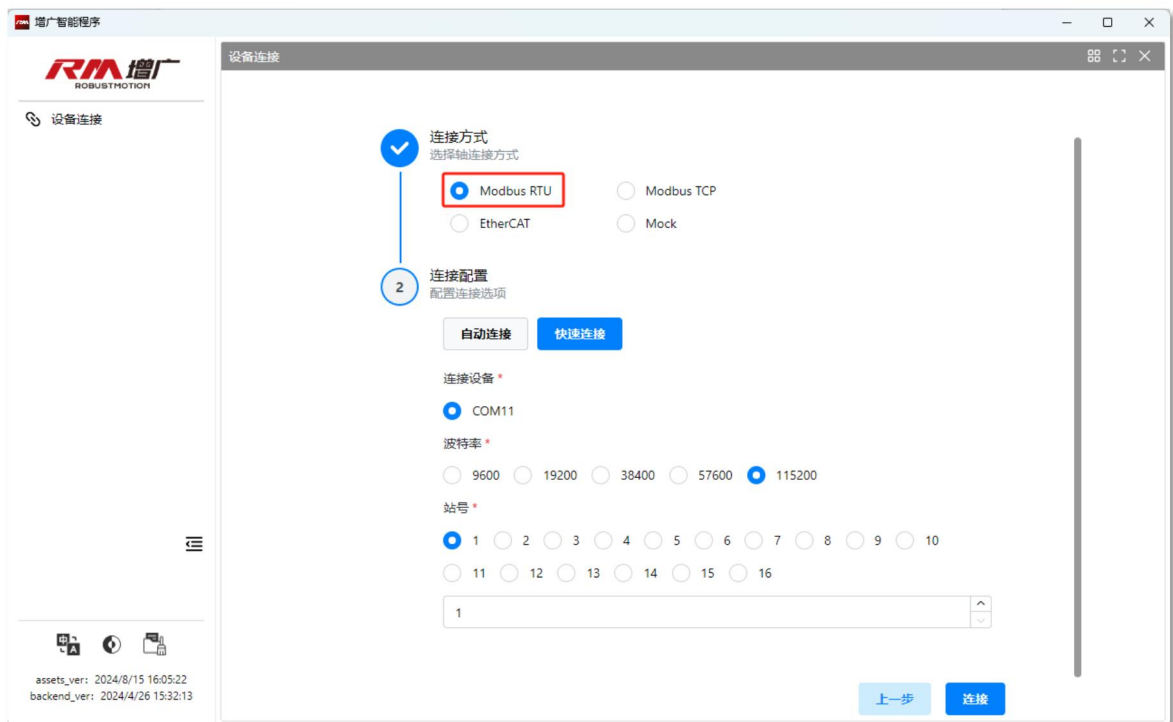 增广智能程序
RM 增广
ROBUSTMOTION
设备连接
设备连接
连接方式
选择轴连接方式
Modbus RTU Modbus TCP
EtherCAT Mock
2 连接配置
配置连接选项
自动连接 快速连接
连接设备 *
COM11
波特率 *
9600 19200 38400 57600 115200
站号 *
1 2 3 4 5 6 7 8 9 10
11 12 13 14 15 16
1
中 A
assets_ver: 2024/8/15 16:05:22
backend_ver: 2024/4/26 15:32:13
上一步 连接